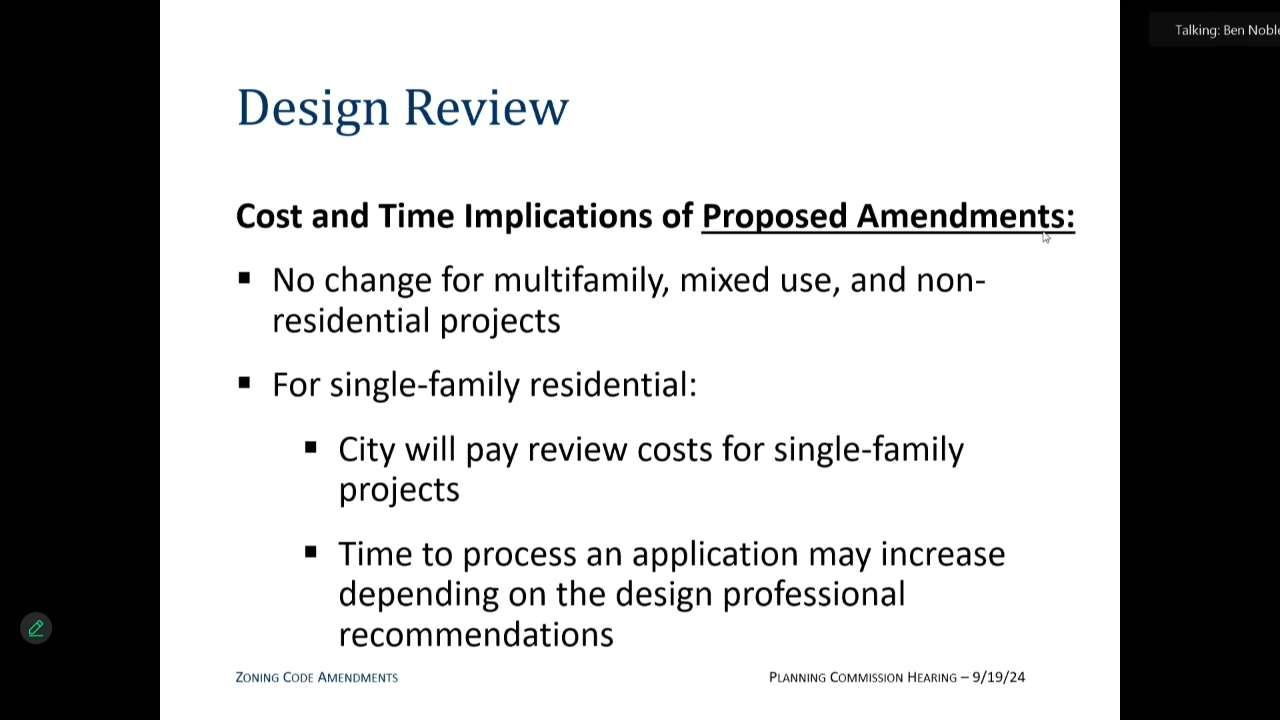 Talking: Ben Noble
Design Review
Cost and Time Implications of Proposed Amendments:
▪ No change for multifamily, mixed use, and non-
residential projects
▪ For single-family residential:
▪ City will pay review costs for single-family
projects
▪ Time to process an application may increase
depending on the design professional
recommendations
ZONING CODE AMENDMENTS
PLANNING COMMISSION HEARING – 9/19/24